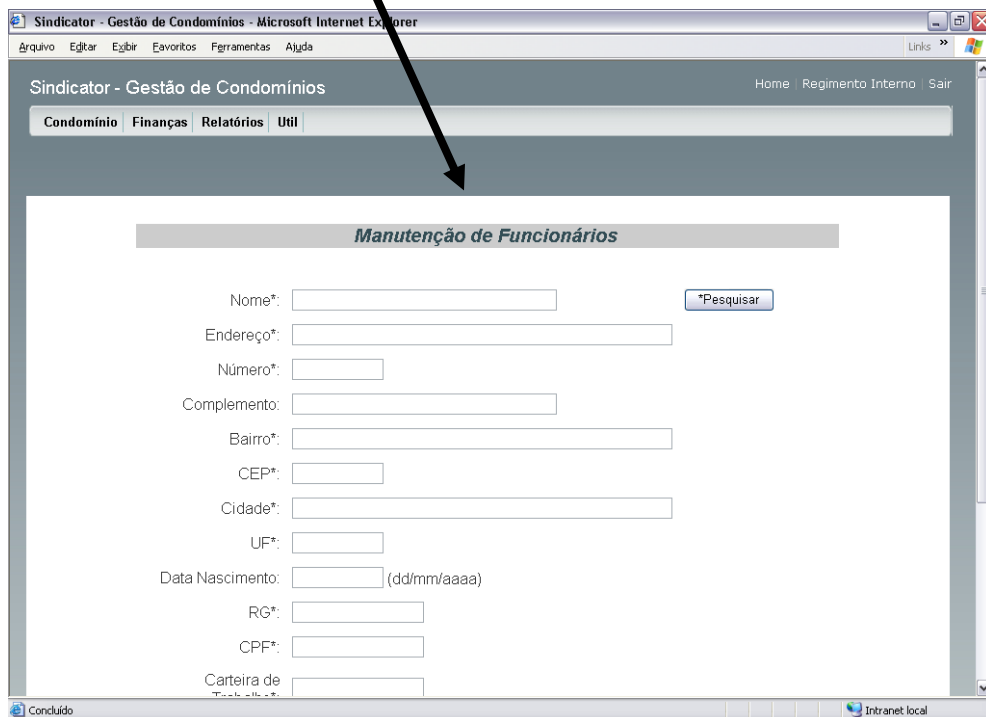 Sindicator - Gestão de Condomínios - Microsoft Internet Explorer
Arquivo Editar Exibir Favoritos Ferramentas Ajuda Links »
Sindicator - Gestão de Condomínios Home | Regimento Interno | Sair
Condomínio Finanças Relatórios Util
Manutenção de Funcionários
Nome*: *Pesquisar
Endereço*:
Número*:
Complemento:
Bairro*:
CEP*:
Cidade*:
UF*:
Data Nascimento: (dd/mm/aaaa)
RG*:
CPF*:
Carteira de
Trabalho*:
Concluído Intranet local